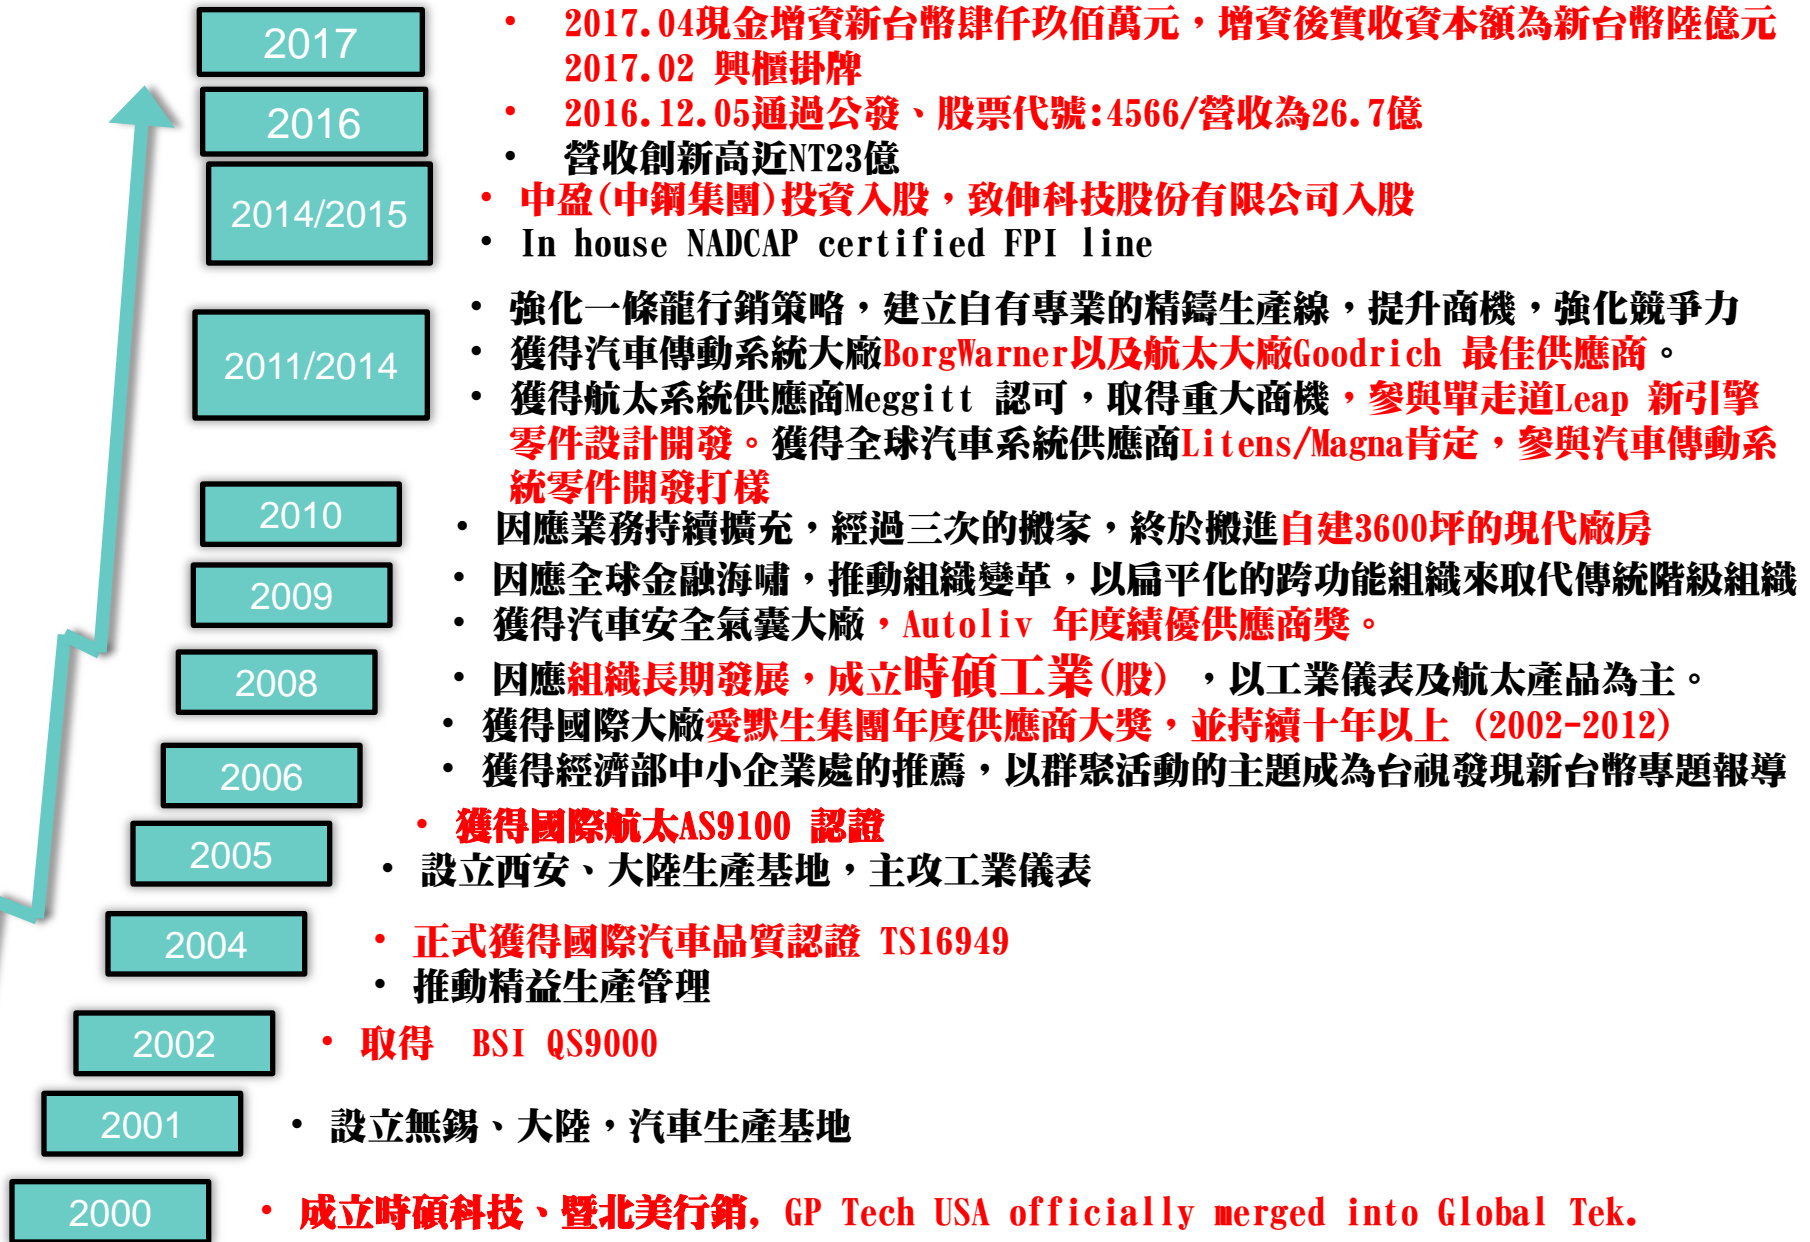 2017
• 2017.04現金增資新台幣肆仟玖佰萬元，增資後實收資本額為新台幣陸億元
2017.02 興櫃掛牌
2016
• 2016.12.05通過公發、股票代號:4566/營收為26.7億
• 營收創新高近NT23億
2014/2015
• 中盈(中鋼集團)投資入股，致伸科技股份有限公司入股
• In house NADCAP certified FPI line
2011/2014
• 強化一條龍行銷策略，建立自有專業的精鑄生產線，提升商機，強化競爭力
• 獲得汽車傳動系統大廠BorgWarner以及航太大廠Goodrich 最佳供應商。
• 獲得航太系統供應商Meggitt 認可，取得重大商機，參與單走道Leap 新引擎
零件設計開發。獲得全球汽車系統供應商Litens/Magna肯定，參與汽車傳動系
統零件開發打樣
2010
• 因應業務持續擴充，經過三次的搬家，終於搬進自建3600坪的現代廠房
2009
• 因應全球金融海嘯，推動組織變革，以扁平化的跨功能組織來取代傳統階級組織
• 獲得汽車安全氣囊大廠，Autoliv 年度績優供應商獎。
2008
• 因應組織長期發展，成立時碩工業(股) ，以工業儀表及航太產品為主。
• 獲得國際大廠愛默生集團年度供應商大獎，並持續十年以上 (2002-2012)
2006
• 獲得經濟部中小企業處的推薦，以群聚活動的主題成為台視發現新台幣專題報導
2005
• 獲得國際航太AS9100 認證
• 設立西安、大陸生產基地，主攻工業儀表
2004
• 正式獲得國際汽車品質認證 TS16949
• 推動精益生產管理
2002
• 取得 BSI QS9000
2001
• 設立無錫、大陸，汽車生產基地
2000
• 成立時碩科技、暨北美行銷, GP Tech USA officially merged into Global Tek.